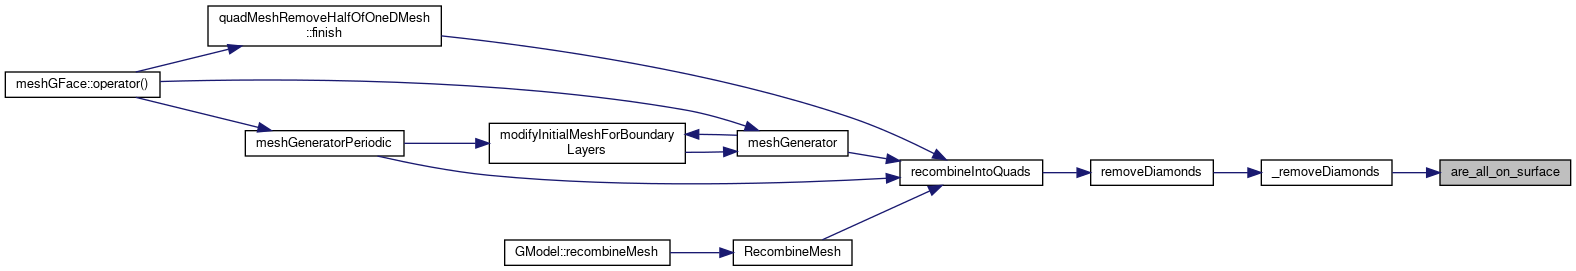 quadMeshRemoveHalfOfOneDMesh
::finish
meshGFace::operator()
modifyInitialMeshForBoundary
Layers
meshGeneratorPeriodic
meshGenerator
recombineIntoQuads
removeDiamonds
_removeDiamonds
are_all_on_surface
GModel::recombineMesh
RecombineMesh